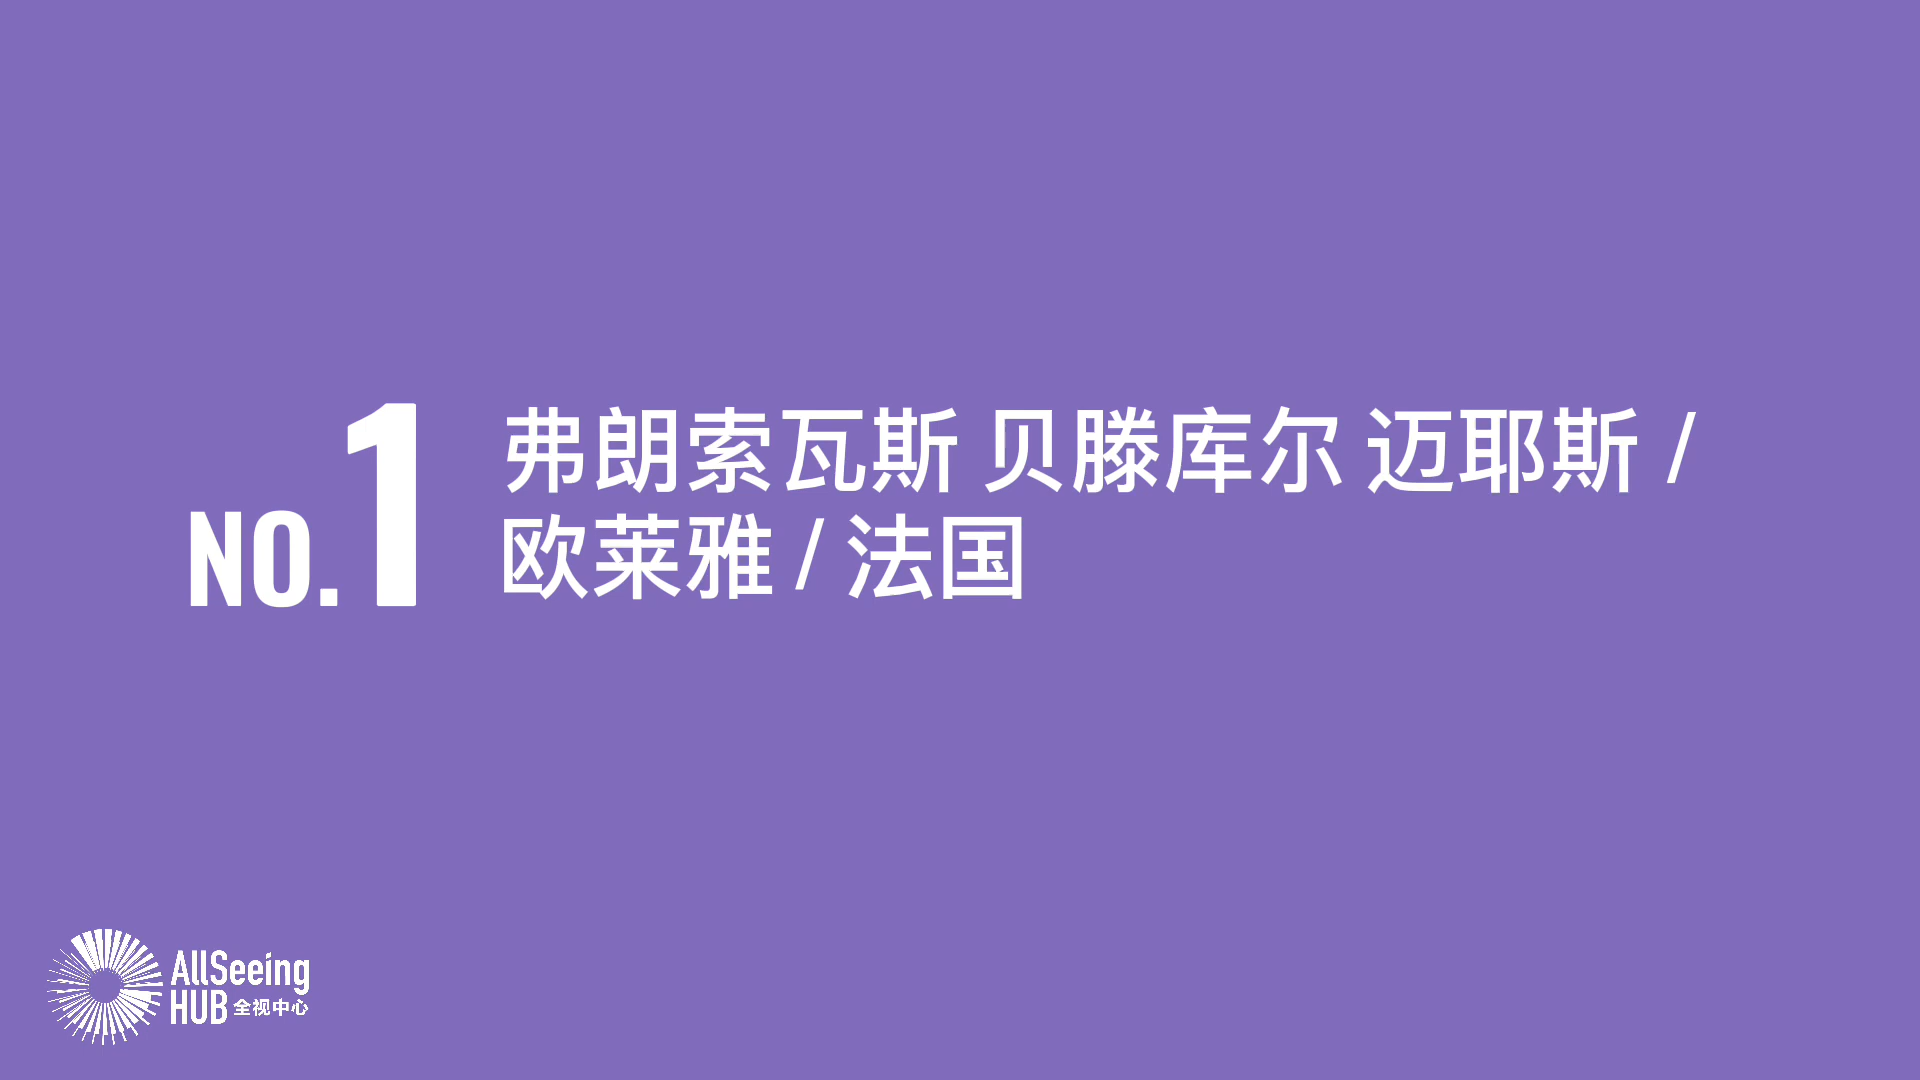 NO.1
弗朗索瓦斯 贝滕库尔 迈耶斯 /
欧莱雅 / 法国
AllSeeing
HUB 全视中心